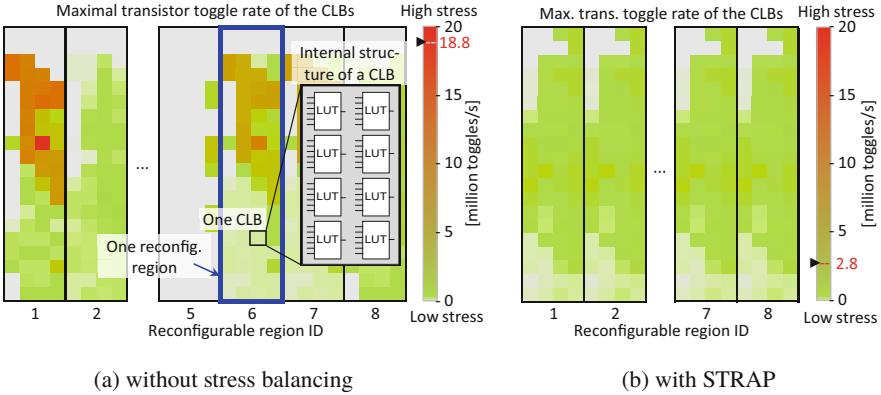 Maximal transistor toggle rate of the CLBs
High stress
20
18.8
15
10
5
0
Low stress
[million toggles/s]
Internal struc-
ture of a CLB
LUT LUT
LUT LUT
LUT LUT
LUT LUT
One CLB
One reconfig.
region
...
1 2 5 6 7 8
Reconfigurable region ID
(a) without stress balancing
Max. trans. toggle rate of the CLBs
High stress
20
15
10
5
2.8
0
Low stress
[million toggles/s]
...
1 2 7 8
Reconfigurable region ID
(b) with STRAP